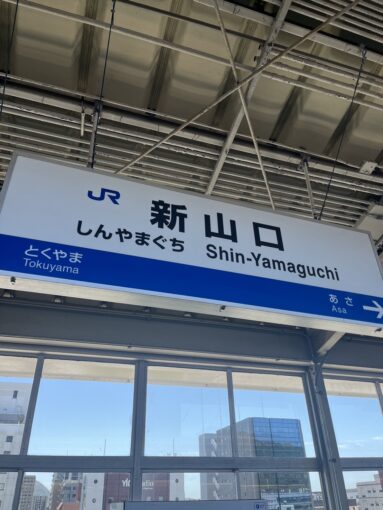 JR 新山口
しんやまぐち Shin-Yamaguchi
とくやま
Tokuyama
あさ
Asa